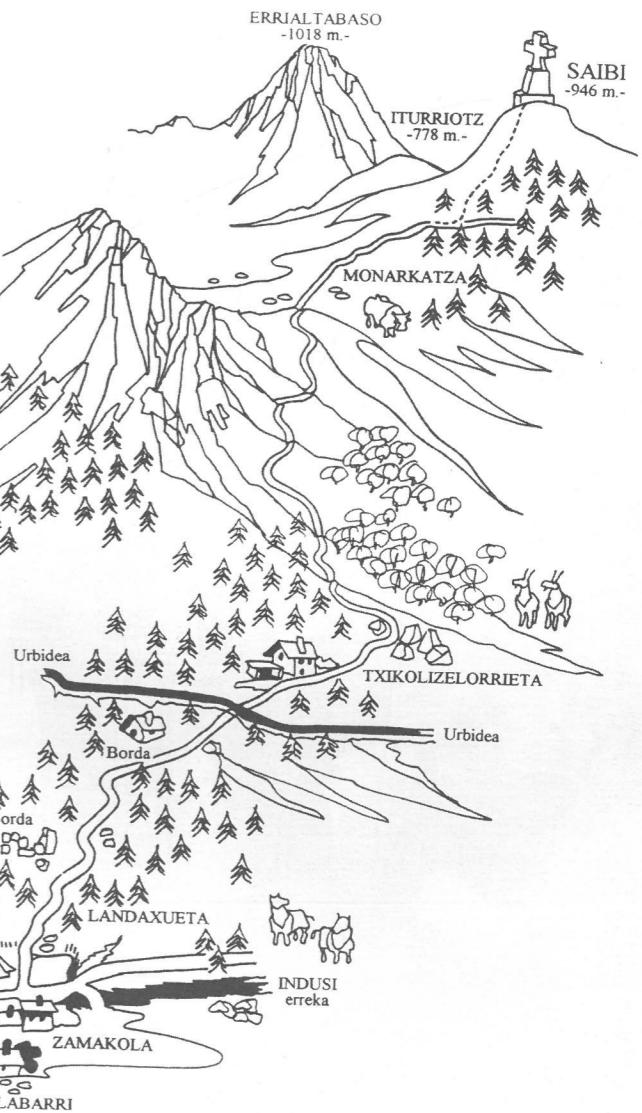 ERRIALTABASO
-1018 m.-
SAIBI
-946 m.-
ITURRIOTZ
-778 m.-
MONARKATZA
Urbidea
TXIKOLIZELORRIETA
Urbidea
Borda
orda
LANDAXUETA
INDUSI
erreka
ZAMAKOLA
LABARRI